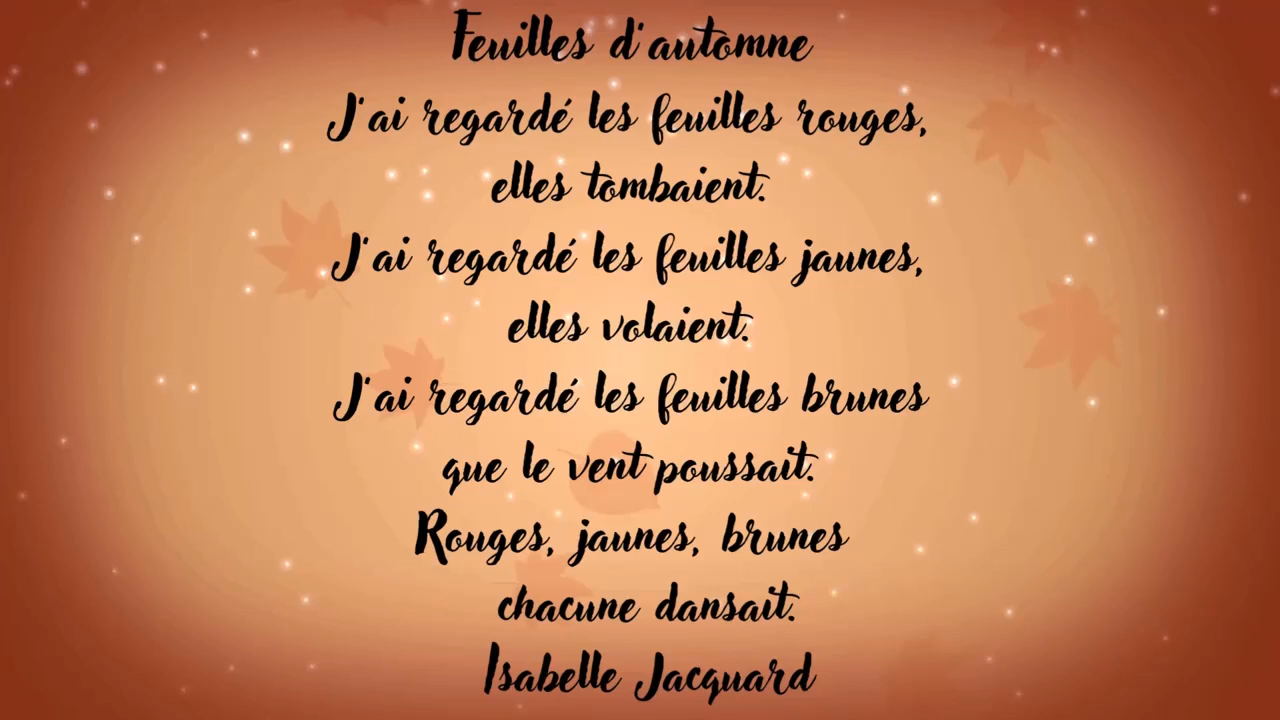 Feuilles d'automne
J'ai regardé les feuilles rouges,
elles tombaient.
J'ai regardé les feuilles jaunes,
elles volaient.
J'ai regardé les feuilles brunes
que le vent poussait.
Rouges, jaunes, brunes
chacune dansait.
Isabelle Jacquard